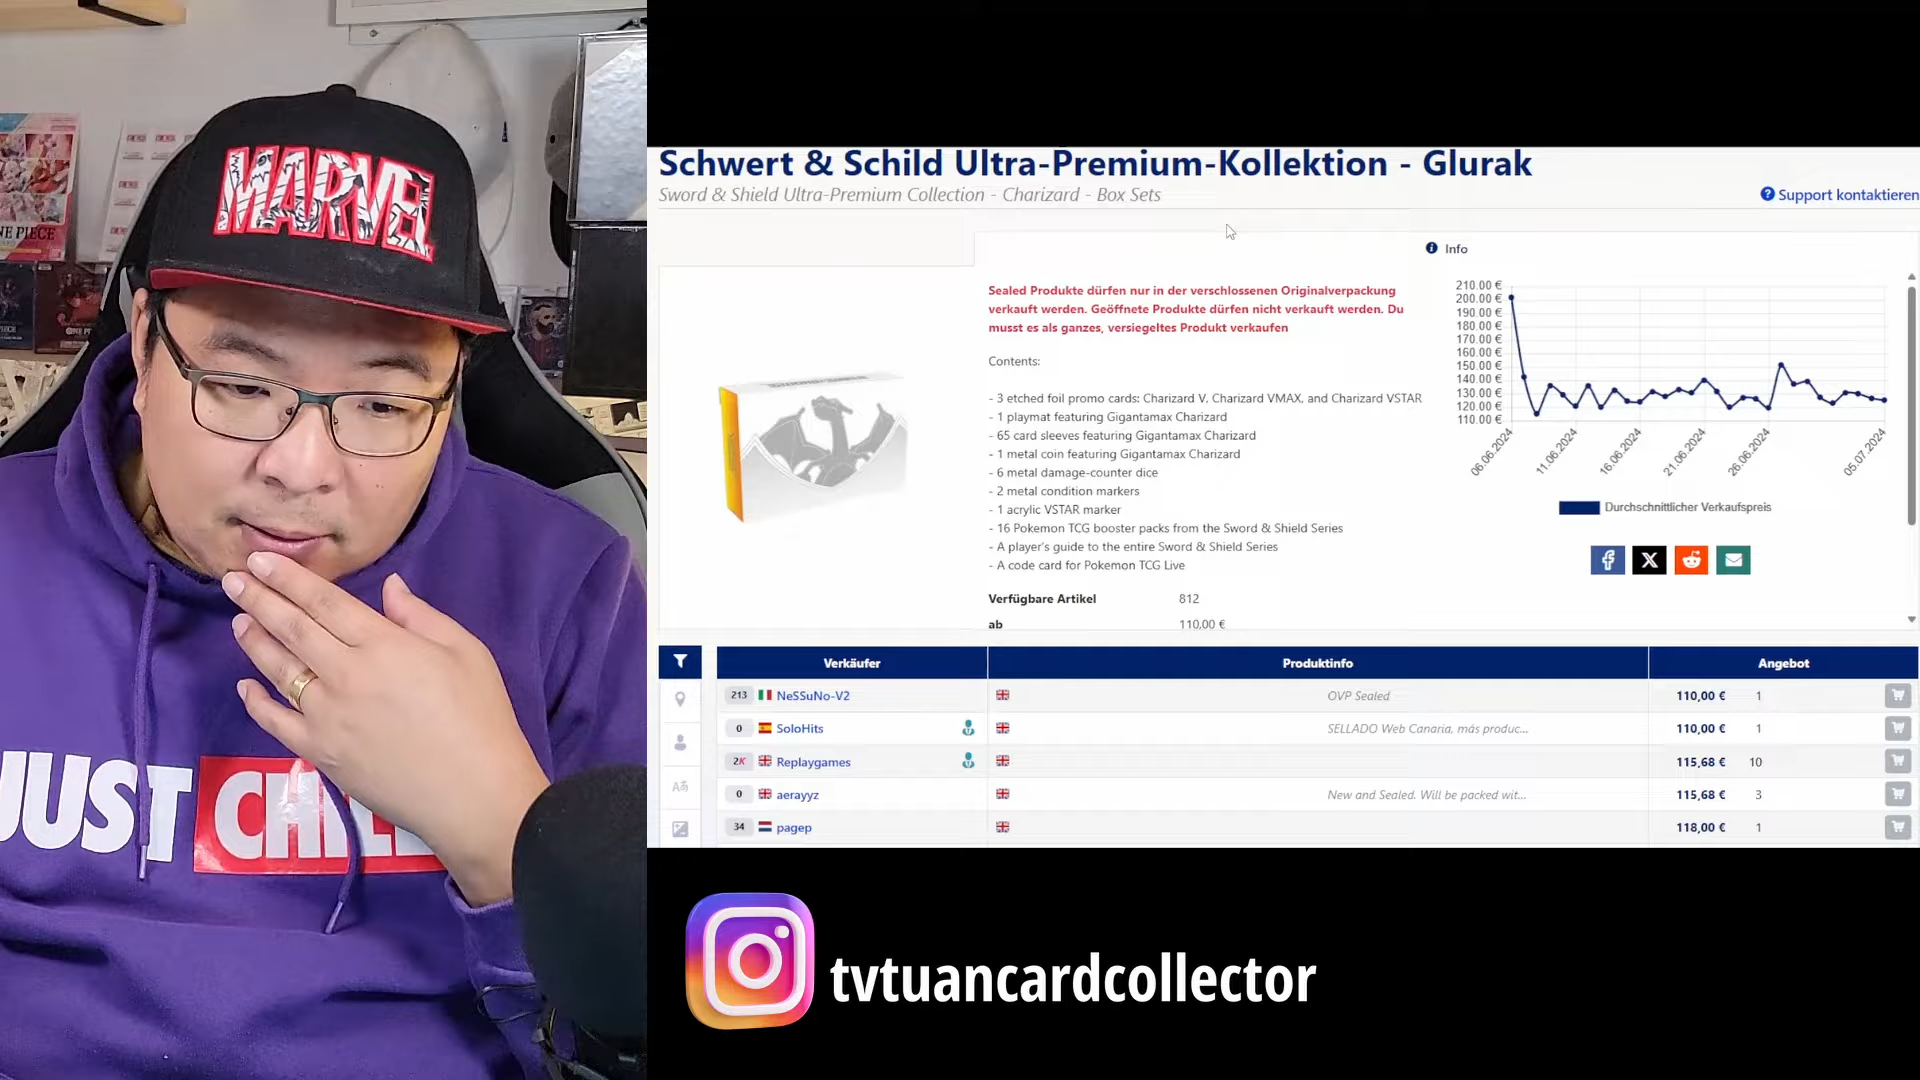 MARVEL
NE PIECE
JUST CHILL
Schwert & Schild Ultra-Premium-Kollektion - Glurak
Sword & Shield Ultra-Premium Collection - Charizard - Box Sets
Support kontaktieren
Info
Sealed Produkte dürfen nur in der verschlossenen Originalverpackung
verkauft werden. Geöffnete Produkte dürfen nicht verkauft werden. Du
musst es als ganzes, versiegeltes Produkt verkaufen
Contents:
- 3 etched foil promo cards: Charizard V, Charizard VMAX, and Charizard VSTAR
- 1 playmat featuring Gigantamax Charizard
- 65 card sleeves featuring Gigantamax Charizard
- 1 metal coin featuring Gigantamax Charizard
- 6 metal damage-counter dice
- 2 metal condition markers
- 1 acrylic VSTAR marker
- 16 Pokemon TCG booster packs from the Sword & Shield Series
- A player's guide to the entire Sword & Shield Series
- A code card for Pokemon TCG Live
Verfügbare Artikel 812
ab 110,00 €
210.00 €
200.00 €
190.00 €
180.00 €
170.00 €
160.00 €
150.00 €
140.00 €
130.00 €
120.00 €
110.00 €
06.06.2024
11.06.2024
16.06.2024
21.06.2024
26.06.2024
05.07.2024
Durchschnittlicher Verkaufspreis
Verkäufer Produktinfo Angebot
213 NeSSuNo-V2 OVP Sealed 110,00 € 1
0 SoloHits SELLADO Web Canaria, más produc... 110,00 € 1
2K Replaygames 115,68 € 10
0 aerayyz New and Sealed. Will be packed wit... 115,68 € 3
34 pagep 118,00 € 1
tvtuancardcollector